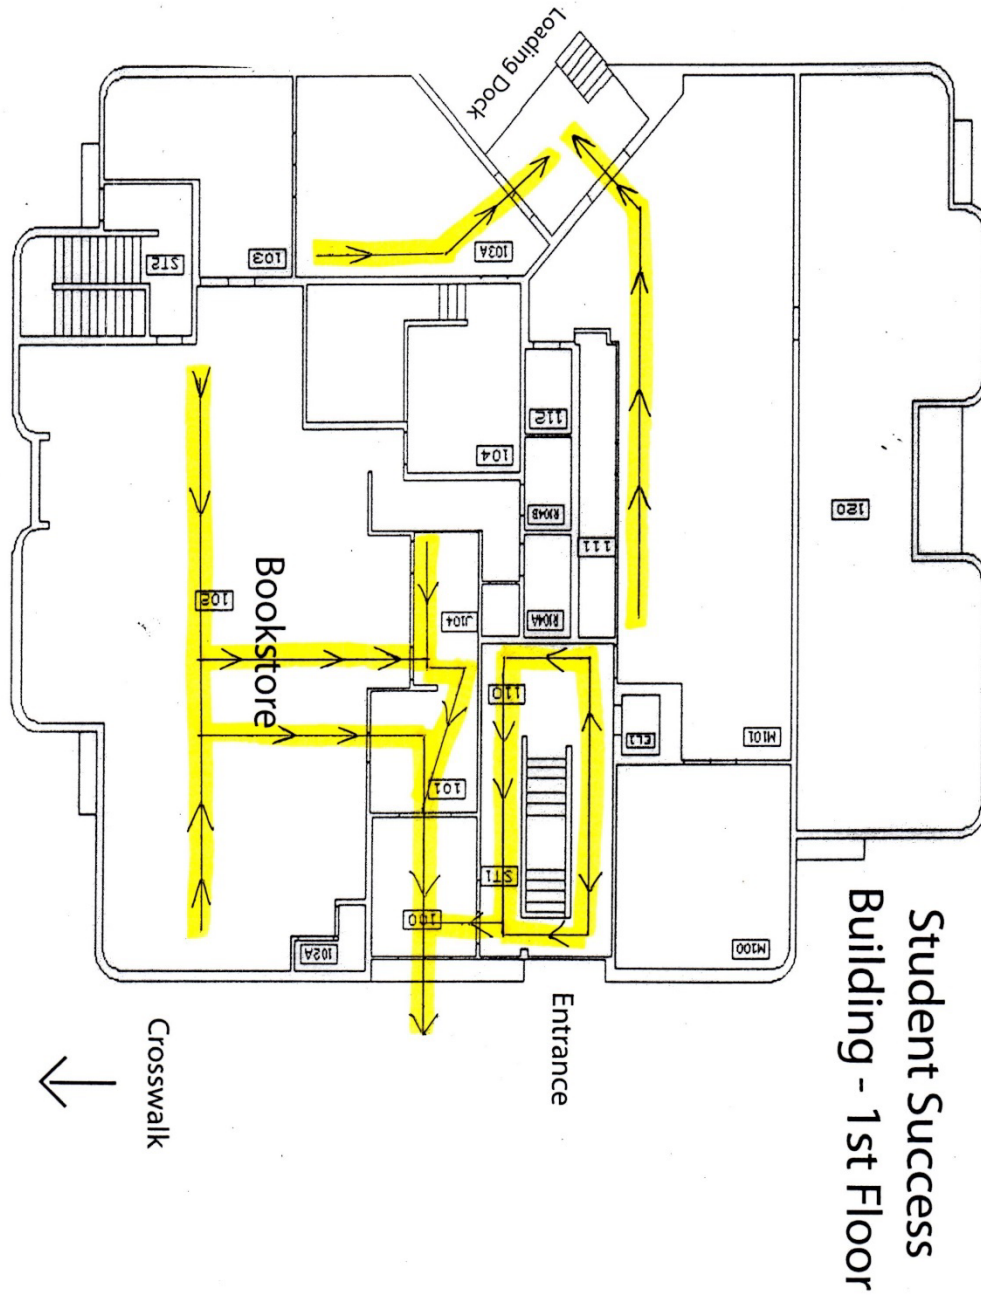 Student Success
Building - 1st Floor
Loading Dock
Bookstore
Entrance
Crosswalk
ST2
103
103A
104
112
R104B
R104A
111
120
J104
110
101
100
ST1
EL1
M101
M100
102A